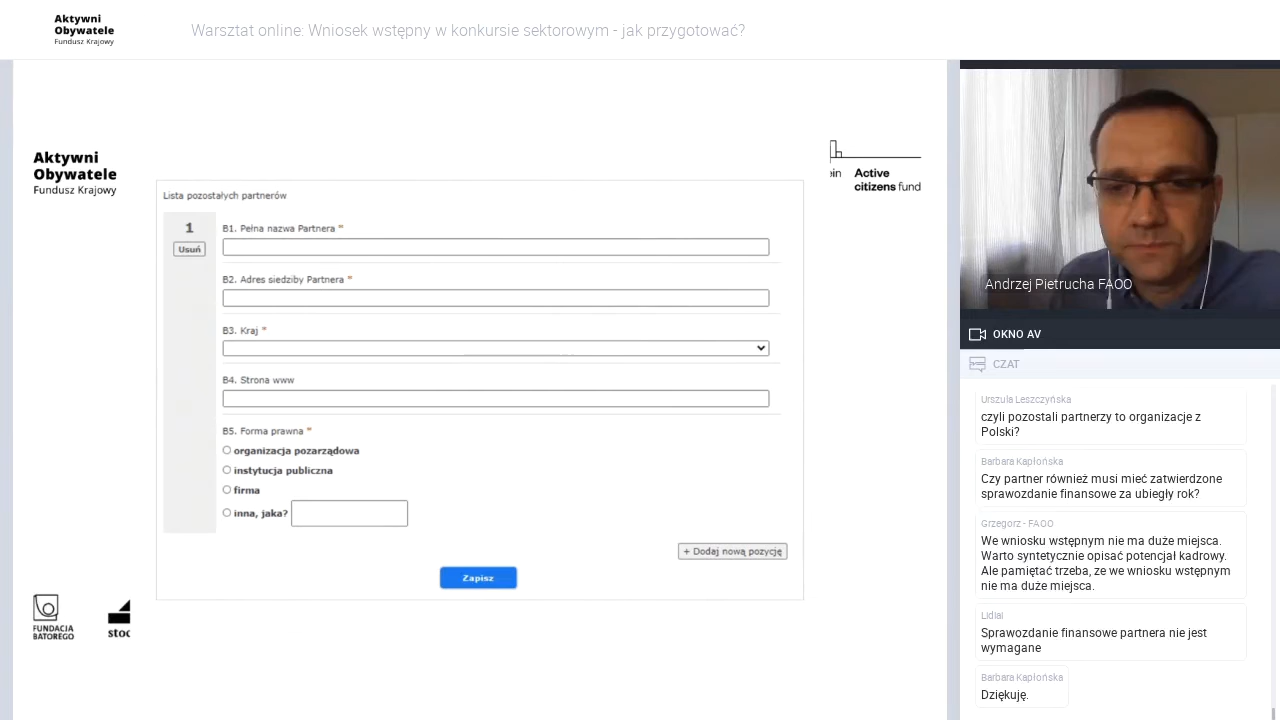 Aktywni
Obywatele
Fundusz Krajowy
Warsztat online: Wniosek wstępny w konkursie sektorowym - jak przygotować?
Aktywni
Obywatele
Fundusz Krajowy
ein
Active
citizens fund
Lista pozostałych partnerów
1
Usuń
B1. Pełna nazwa Partnera *
B2. Adres siedziby Partnera *
B3. Kraj *
B4. Strona www
B5. Forma prawna *
organizacja pozarządowa
instytucja publiczna
firma
inna, jaka?
+ Dodaj nową pozycję
Zapisz
FUNDACJA
BATOREGO
stoc
Andrzej Pietrucha FAOO
OKNO AV
CZAT
Urszula Leszczyńska
czyli pozostali partnerzy to organizacje z
Polski?
Barbara Kapłońska
Czy partner również musi mieć zatwierdzone
sprawozdanie finansowe za ubiegły rok?
Grzegorz - FAOO
We wniosku wstępnym nie ma duże miejsca.
Warto syntetycznie opisać potencjał kadrowy.
Ale pamiętać trzeba, ze we wniosku wstępnym
nie ma duże miejsca.
Lidiai
Sprawozdanie finansowe partnera nie jest
wymagane
Barbara Kapłońska
Dziękuję.